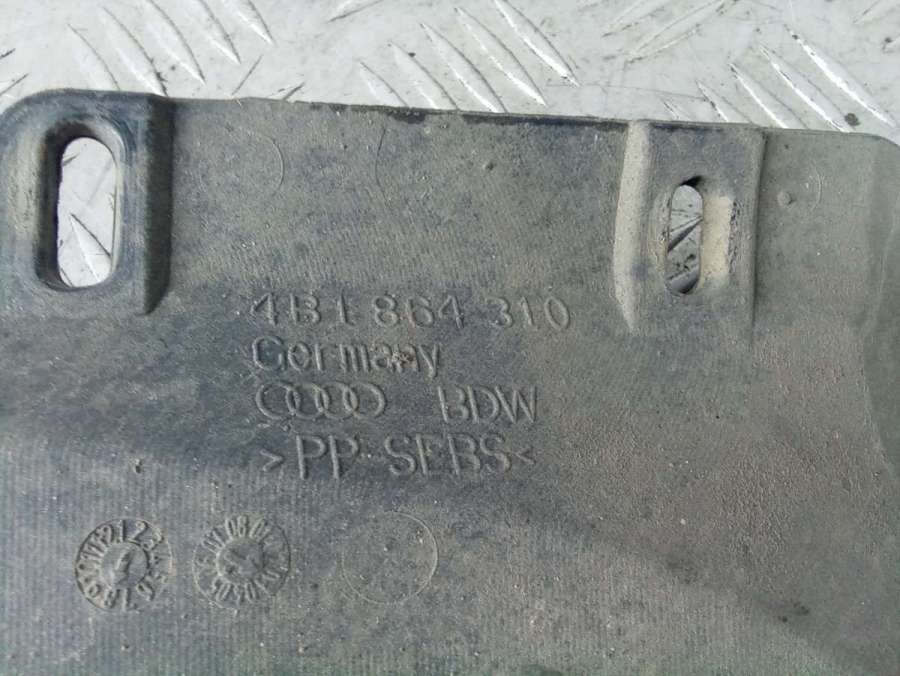 4B1 864 310
Germany
BDW
>PP-SEBS<